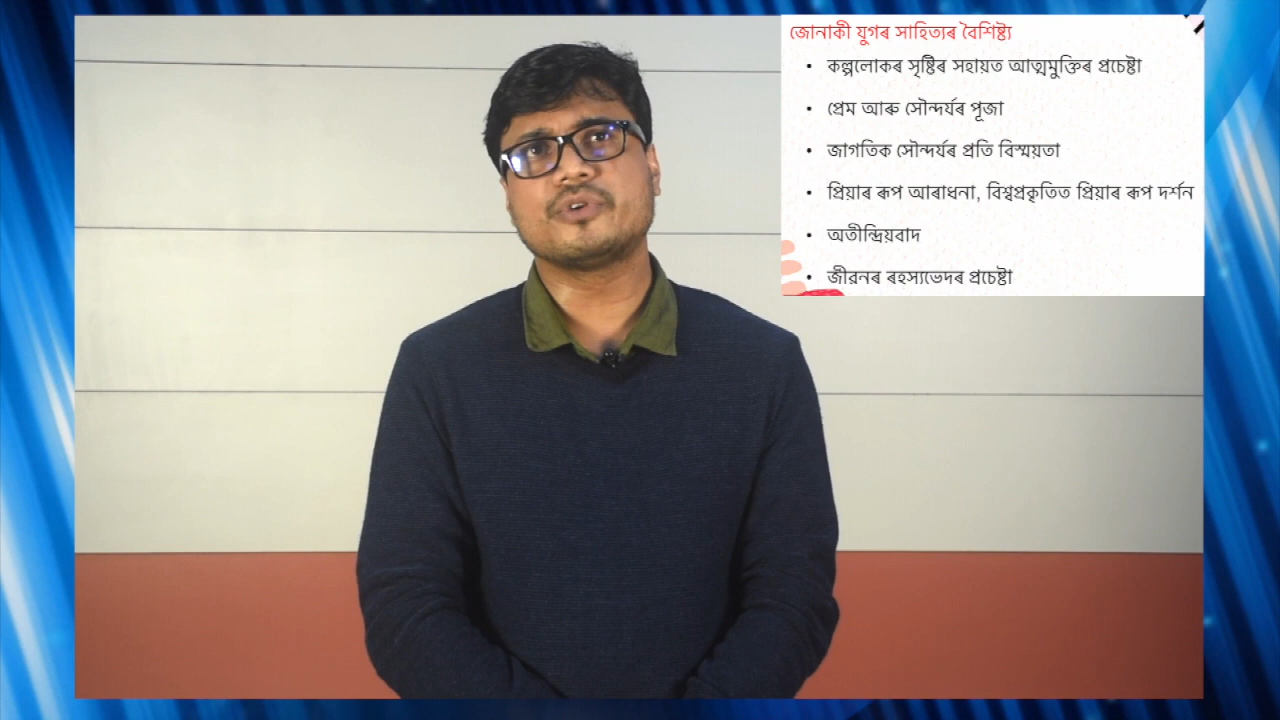 জোনাকী যুগৰ সাহিত্যৰ বৈশিষ্ট্য
• কল্পলোকৰ সৃষ্টিৰ সহায়ত আত্মমুক্তিৰ প্ৰচেষ্টা
• প্ৰেম আৰু সৌন্দৰ্যৰ পূজা
• জাগতিক সৌন্দৰ্যৰ প্ৰতি বিস্ময়তা
• প্ৰিয়াৰ ৰূপ আৰাধনা, বিশ্বপ্ৰকৃতিত প্ৰিয়াৰ ৰূপ দৰ্শন
• অতীন্দ্ৰিয়বাদ
• জীৱনৰ ৰহস্যভেদৰ প্ৰচেষ্টা